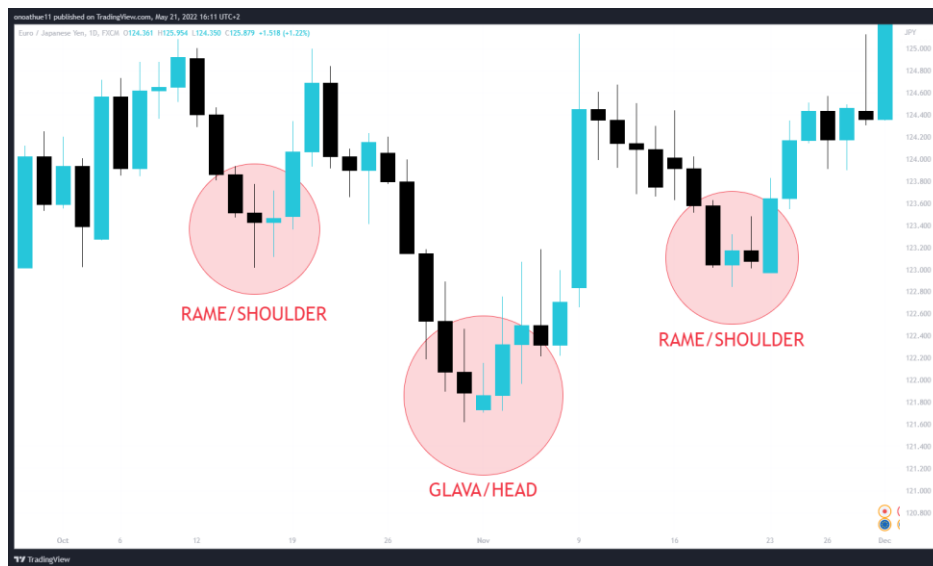 onoathue11 published on TradingView.com, May 21, 2022 16:11 UTC+2
Euro / Japanese Yen, 1D, FXCM O124.361 H125.954 L124.350 C125.879 +1.518 (+1.22%)
JPY
125.000
124.800
124.600
124.400
124.200
124.000
123.800
123.600
123.400
123.200
123.000
122.800
122.600
122.400
122.200
122.000
121.800
121.600
121.400
121.200
121.000
120.800
RAME/SHOULDER
RAME/SHOULDER
GLAVA/HEAD
Oct 6 12 19 26 Nov 9 16 23 26 Dec
TradingView